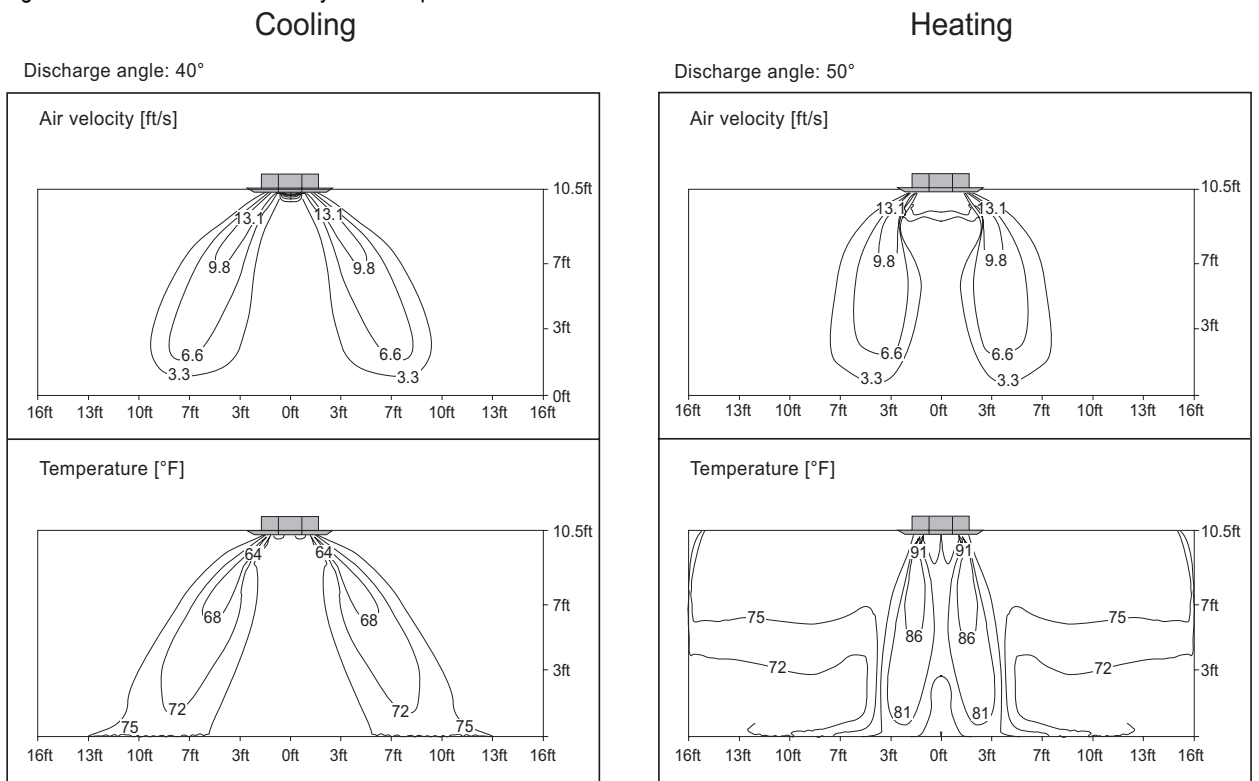 Cooling
Heating
Discharge angle: 40°
Discharge angle: 50°
Air velocity [ft/s]
10.5ft
13.1 13.1
7ft
9.8 9.8
3ft
6.6 6.6
3.3 3.3
0ft
16ft 13ft 10ft 7ft 3ft 0ft 3ft 7ft 10ft 13ft 16ft
Air velocity [ft/s]
10.5ft
13.1 13.1
7ft
9.8 9.8
3ft
6.6 6.6
3.3 3.3
16ft 13ft 10ft 7ft 3ft 0ft 3ft 7ft 10ft 13ft 16ft
Temperature [°F]
10.5ft
64 64
7ft
68 68
3ft
72 72
75 75
16ft 13ft 10ft 7ft 3ft 0ft 3ft 7ft 10ft 13ft 16ft
Temperature [°F]
10.5ft
91 91
7ft
75 75
86 86
72 72
3ft
81 81
16ft 13ft 10ft 7ft 3ft 0ft 3ft 7ft 10ft 13ft 16ft